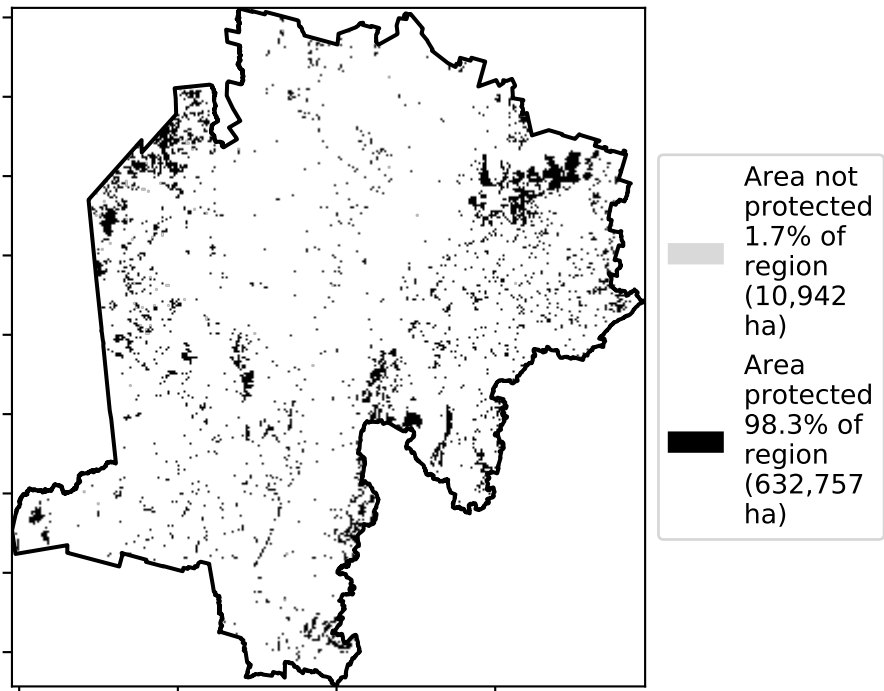 Area not
protected
1.7% of
region
(10,942
ha)
Area
protected
98.3% of
region
(632,757
ha)